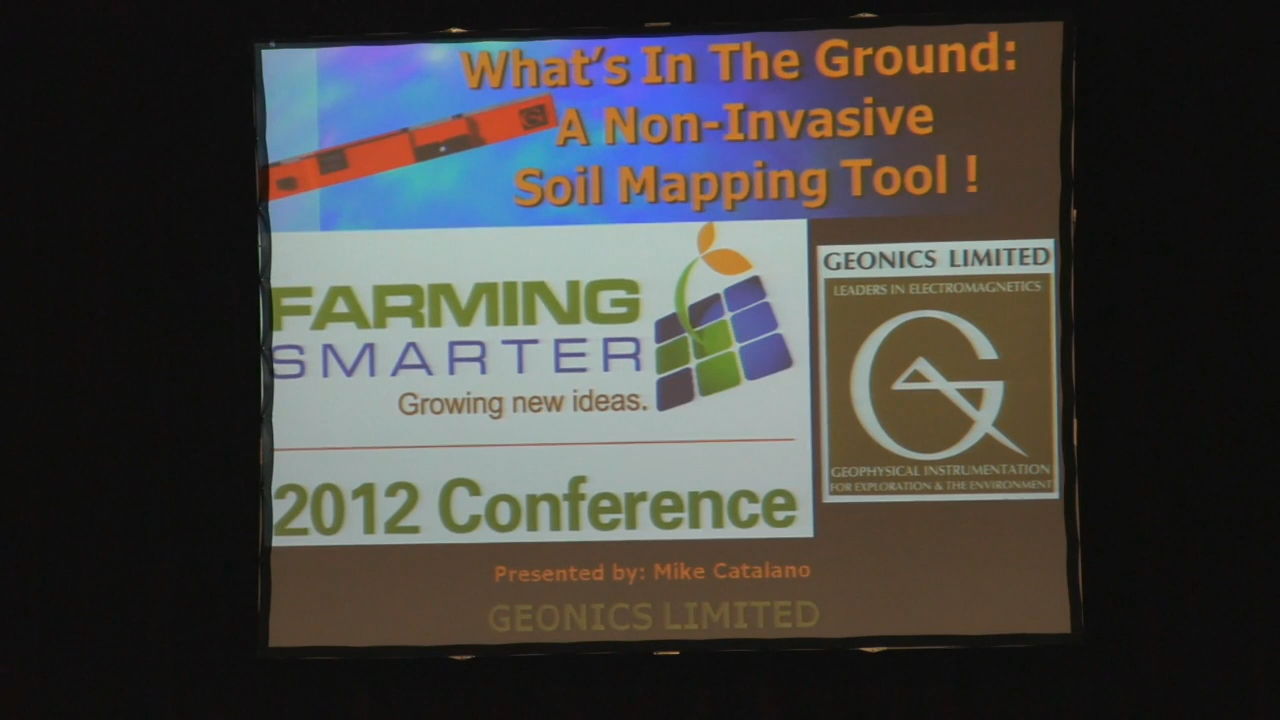 What's In The Ground:
A Non-Invasive
Soil Mapping Tool !
FARMING
SMARTER
Growing new ideas.
2012 Conference
GEONICS LIMITED
LEADERS IN ELECTROMAGNETICS
G
GEOPHYSICAL INSTRUMENTATION
FOR EXPLORATION & THE ENVIRONMENT
Presented by: Mike Catalano
GEONICS LIMITED